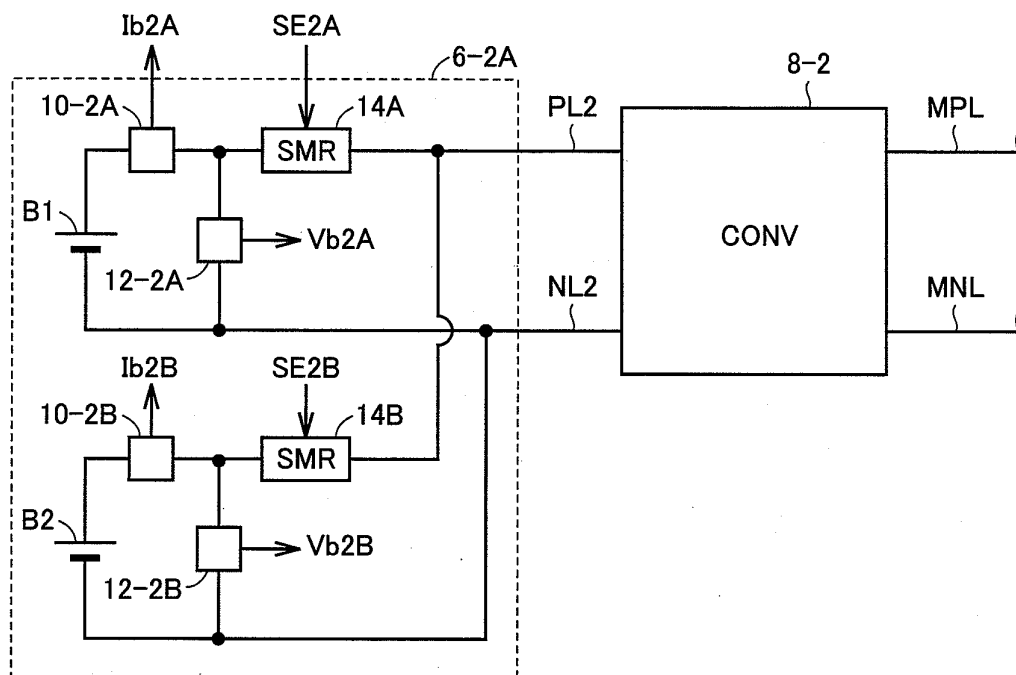 Ib2A
SE2A
6-2A
8-2
10-2A
14A
PL2
MPL
SMR
B1
Vb2A
CONV
12-2A
NL2
MNL
Ib2B
SE2B
10-2B
14B
SMR
B2
Vb2B
12-2B